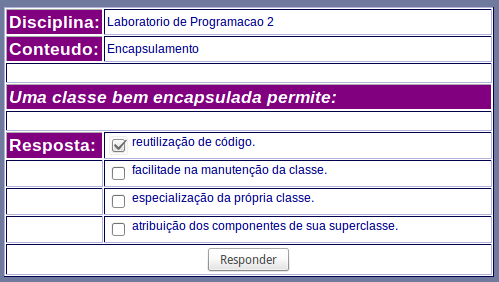 Disciplina: Laboratorio de Programacao 2
Conteudo: Encapsulamento
Uma classe bem encapsulada permite:
Resposta: reutilização de código.
facilitade na manutenção da classe.
especialização da própria classe.
atribuição dos componentes de sua superclasse.
Responder